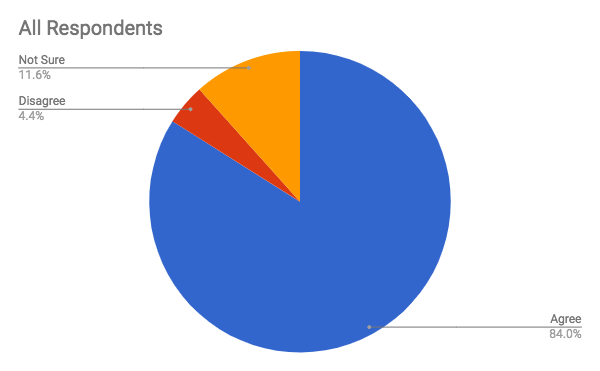 All Respondents
Not Sure
11.6%
Disagree
4.4%
Agree
84.0%